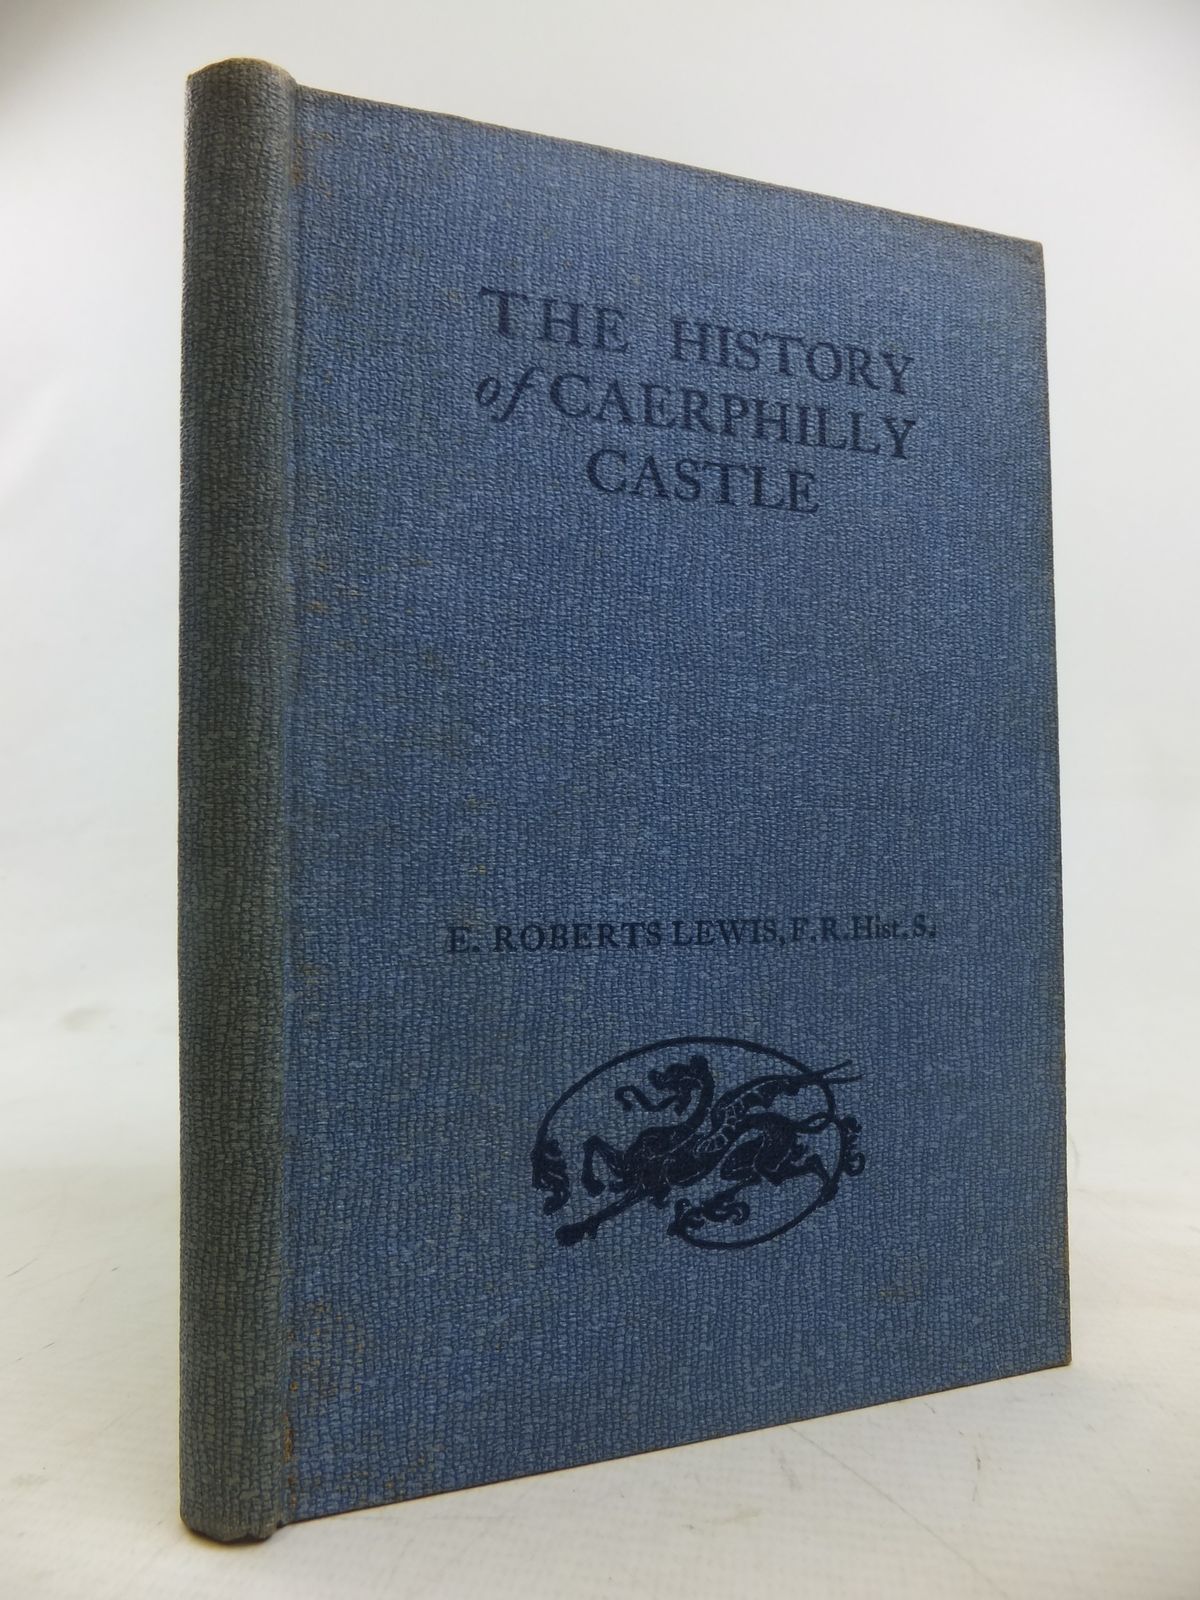 THE HISTORY
of CAERPHILLY
CASTLE
E. ROBERTS LEWIS, F.R.Hist.S.